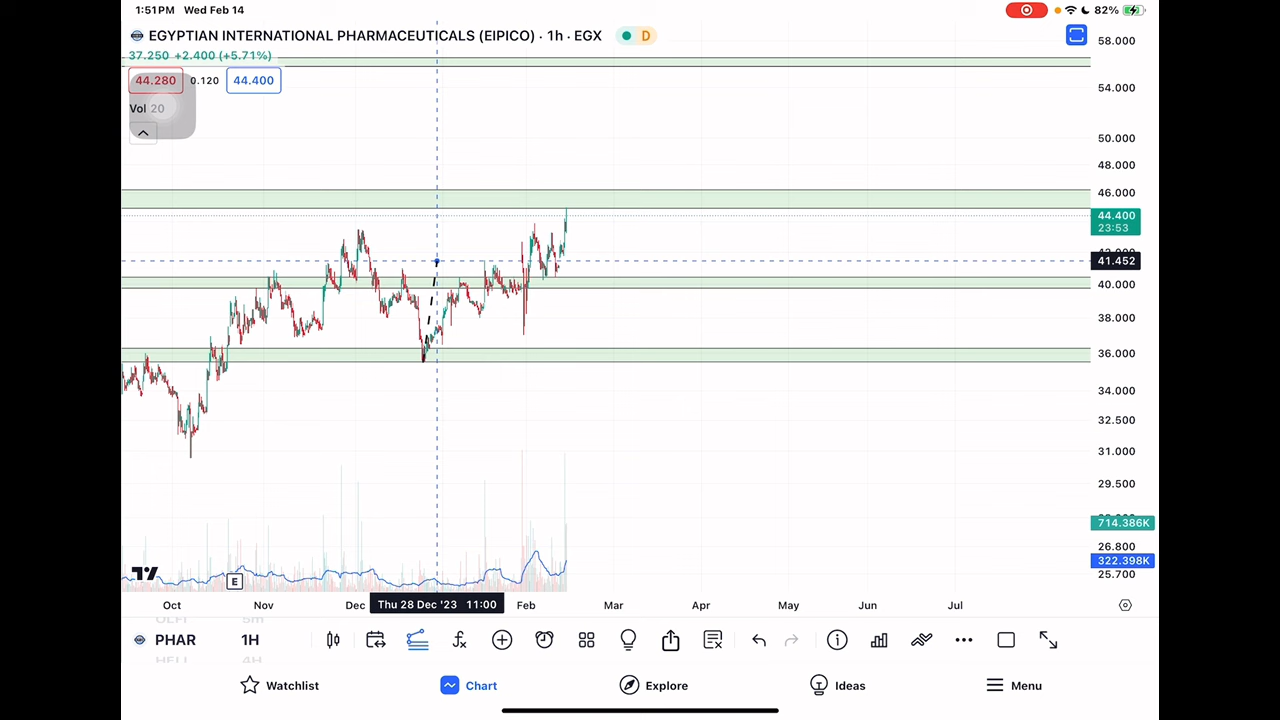 1:51PM Wed Feb 14 82%
EGYPTIAN INTERNATIONAL PHARMACEUTICALS (EIPICO) · 1h · EGX D
37.250 +2.400 (+5.71%)
44.280 0.120 44.400
Vol 20
58.000
54.000
50.000
48.000
46.000
44.400
23:53
42.000
41.452
40.000
38.000
36.000
34.000
32.500
31.000
29.500
714.386K
26.800
322.398K
25.700
E
Oct Nov Dec Thu 28 Dec '23 11:00 Feb Mar Apr May Jun Jul
PHAR 1H
4H
Watchlist Chart Explore Ideas Menu